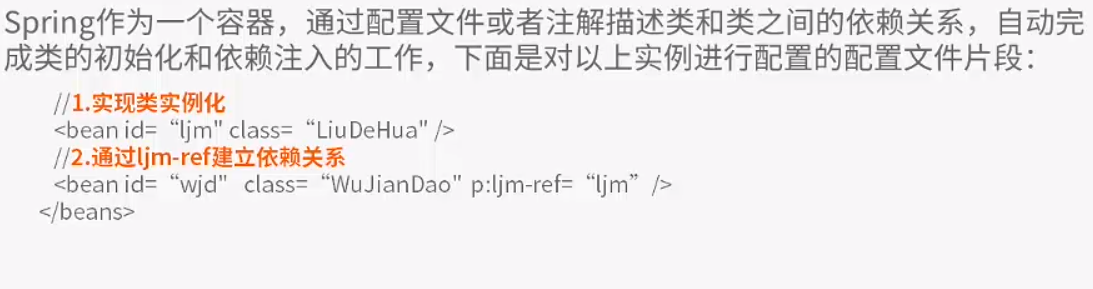 Spring作为一个容器，通过配置文件或者注解描述类和类之间的依赖关系，自动完
成类的初始化和依赖注入的工作，下面是对以上实例进行配置的配置文件片段：
//1.实现类实例化
<bean id=“ljm" class=“LiuDeHua" />
//2.通过ljm-ref建立依赖关系
<bean id=“wjd" class=“WuJianDao" p:ljm-ref=“ljm” />
</beans>